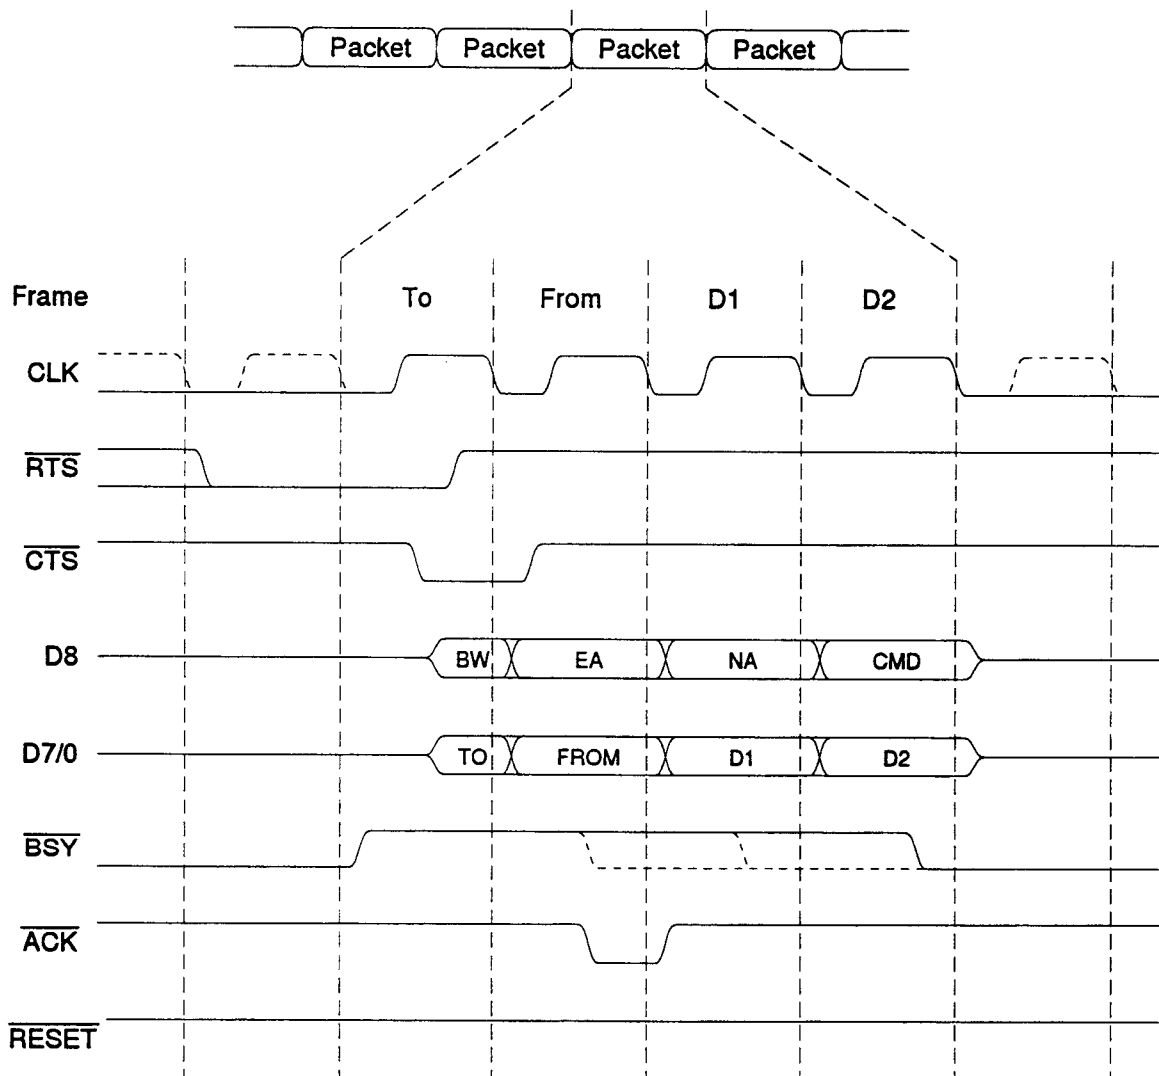 Packet Packet Packet Packet
Frame To From D1 D2
CLK
RTS
CTS
D8 BW EA NA CMD
D7/0 TO FROM D1 D2
BSY
ACK
RESET